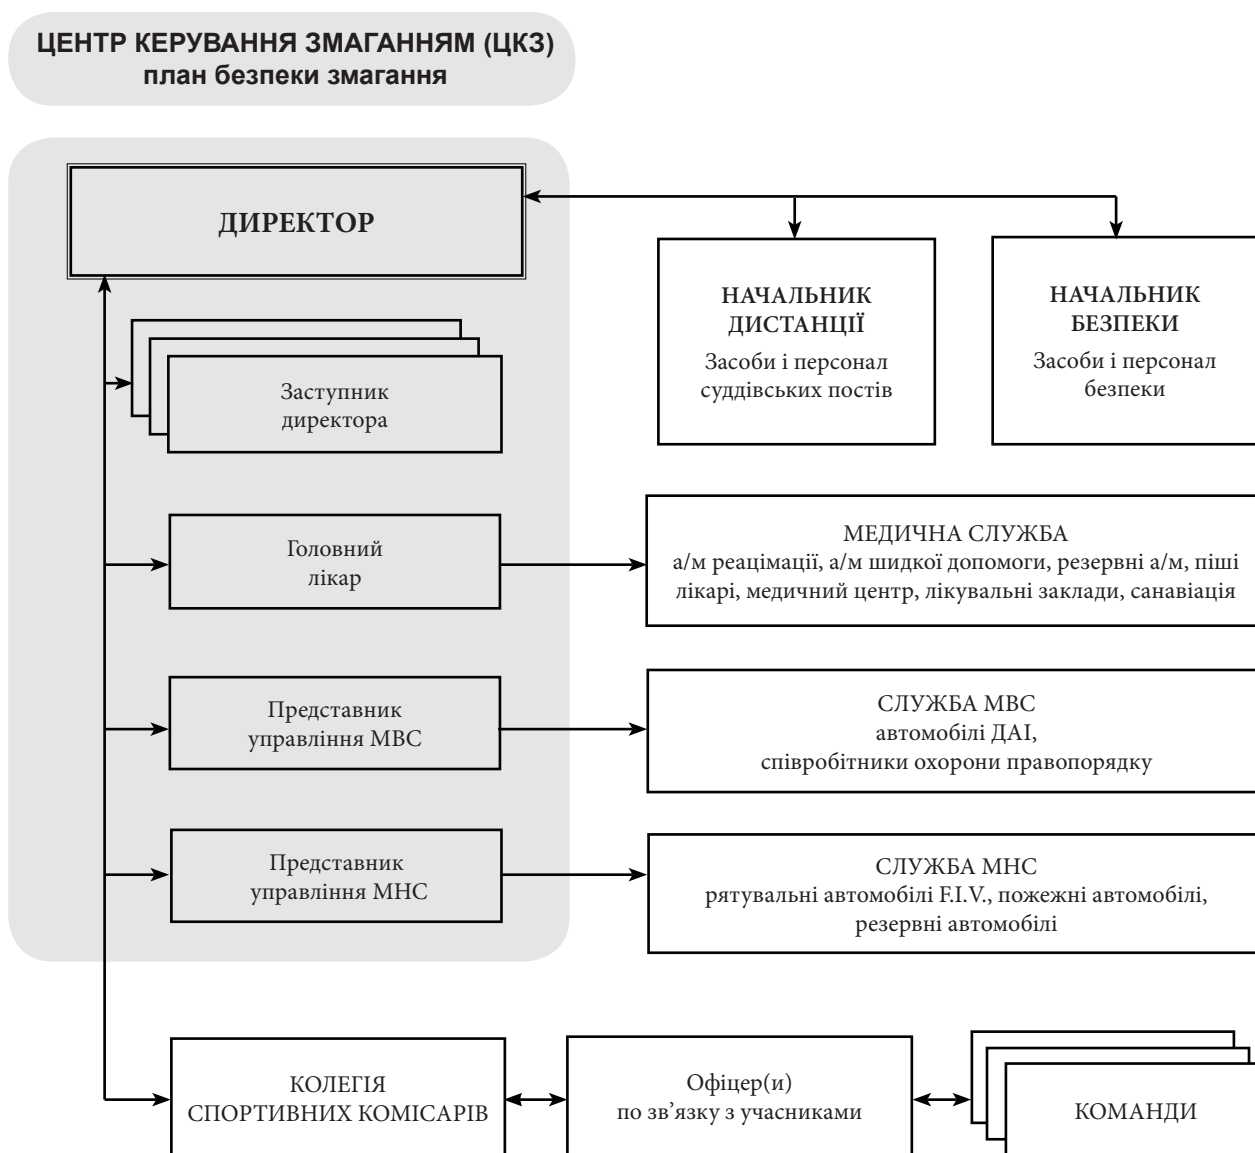 ЦЕНТР КЕРУВАННЯ ЗМАГАННЯМ (ЦКЗ)
план безпеки змагання
ДИРЕКТОР
НАЧАЛЬНИК
ДИСТАНЦІЇ
Засоби і персонал
суддівських постів
НАЧАЛЬНИК
БЕЗПЕКИ
Засоби і персонал
безпеки
Заступник
директора
Головний
лікар
МЕДИЧНА СЛУЖБА
а/м реацімації, а/м шидкої допомоги, резервні а/м, піші
лікарі, медичний центр, лікувальні заклади, санавіація
Представник
управління МВС
СЛУЖБА МВС
автомобілі ДАІ,
співробітники охорони правопорядку
Представник
управління МНС
СЛУЖБА МНС
рятувальні автомобілі F.I.V., пожежні автомобілі,
резервні автомобілі
КОЛЕГІЯ
СПОРТИВНИХ КОМІСАРІВ
Офіцер(и)
по зв’язку з учасниками
КОМАНДИ